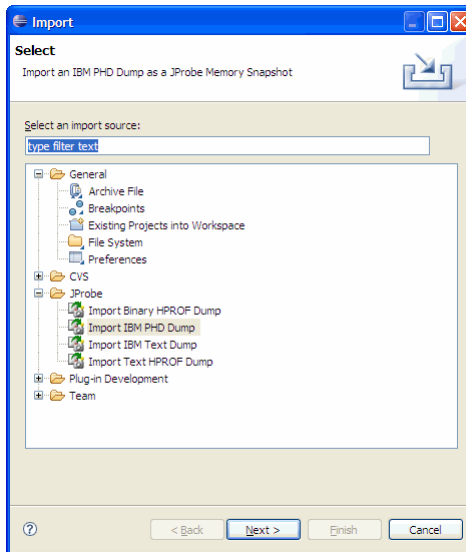 Import
Select
Import an IBM PHD Dump as a JProbe Memory Snapshot
Select an import source:
type filter text
General
Archive File
Breakpoints
Existing Projects into Workspace
File System
Preferences
CVS
JProbe
Import Binary HPROF Dump
Import IBM PHD Dump
Import IBM Text Dump
Import Text HPROF Dump
Plug-in Development
Team
? < Back Next > Finish Cancel